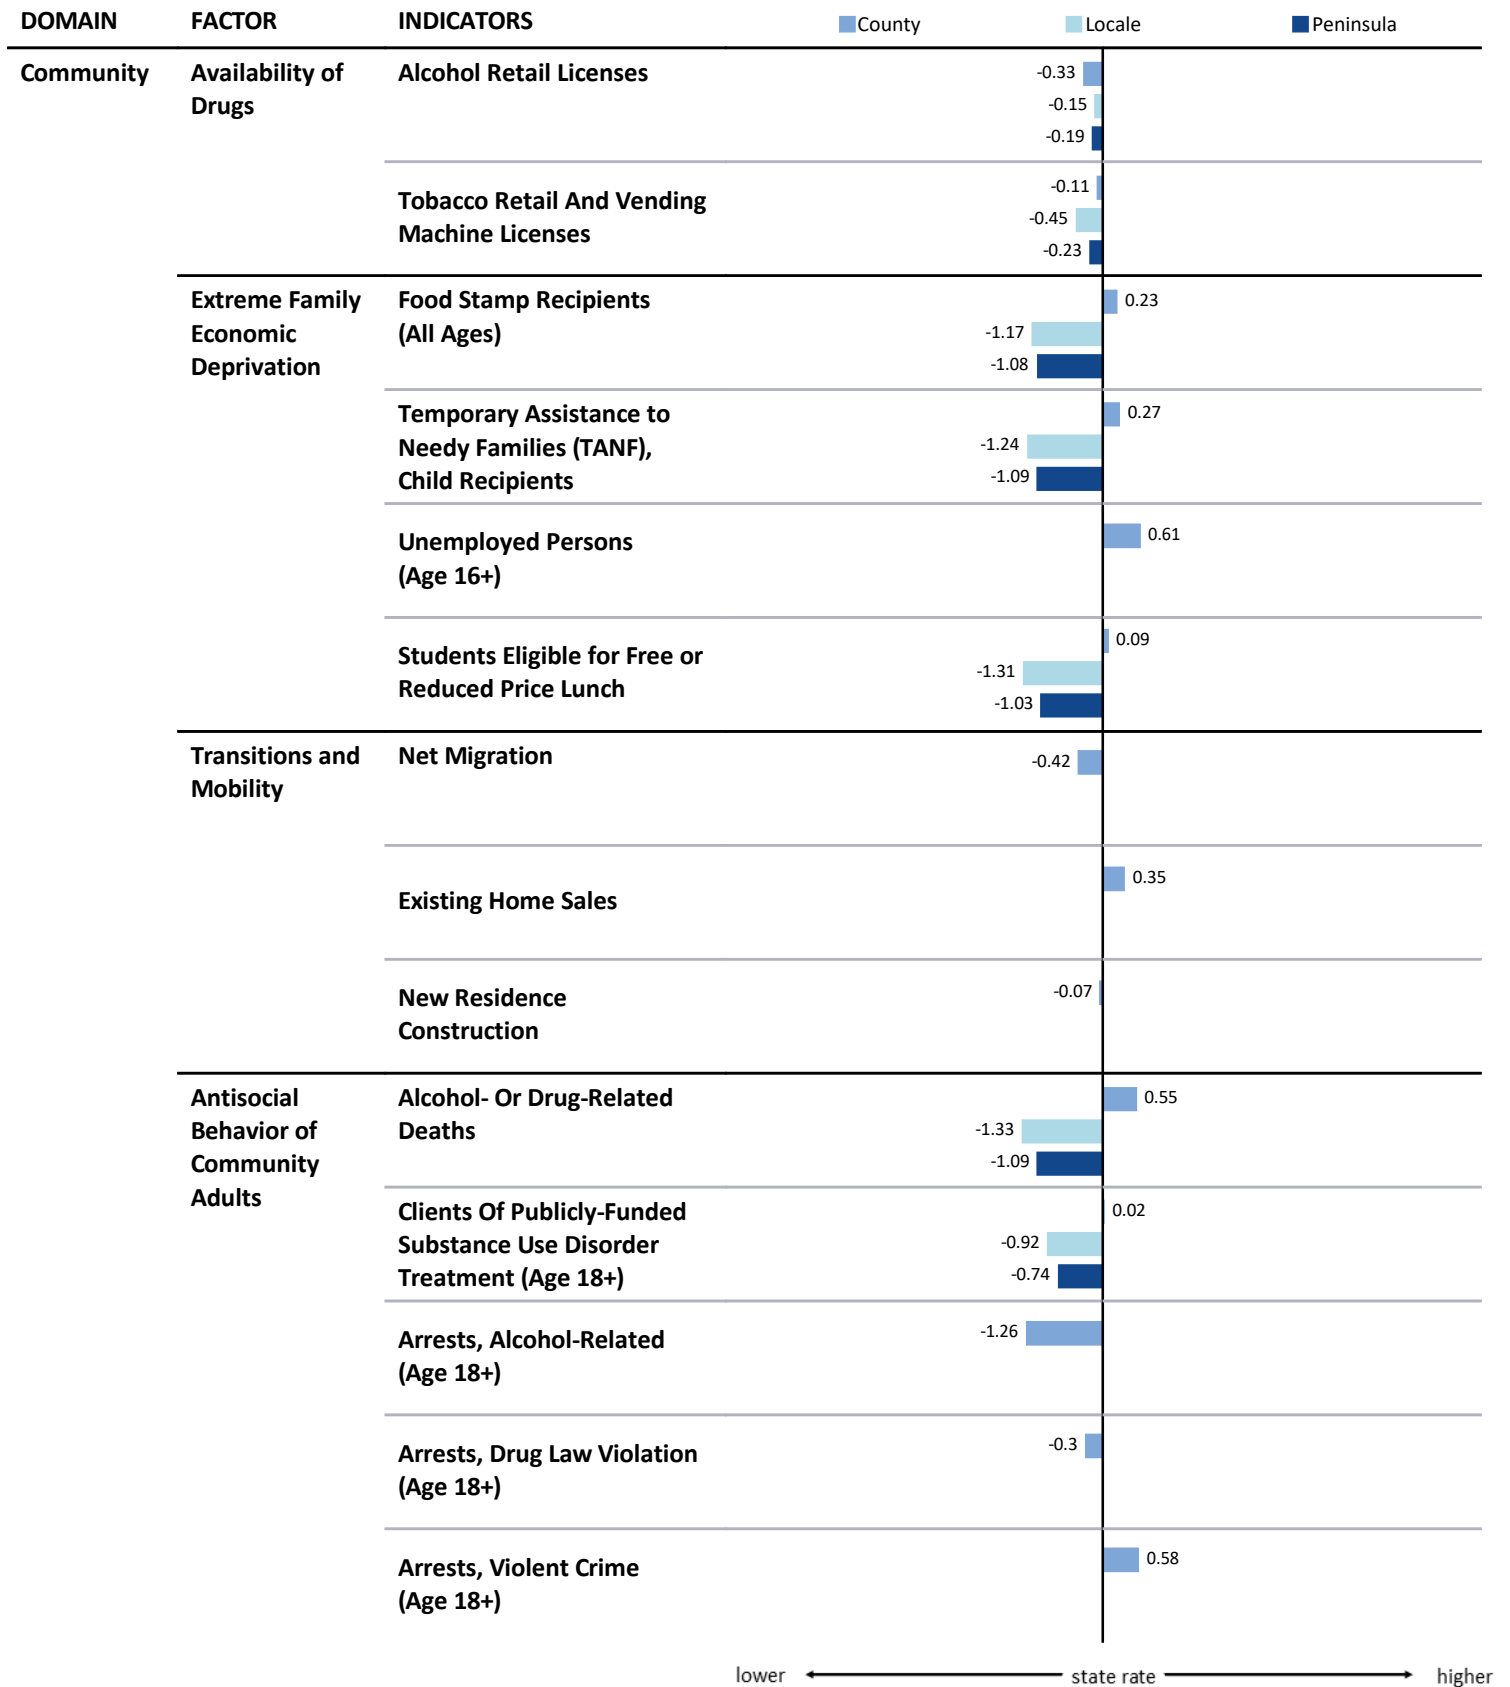 DOMAIN FACTOR INDICATORS County Locale Peninsula
Community Availability of Drugs Alcohol Retail Licenses
-0.33
-0.15
-0.19
Tobacco Retail And Vending
Machine Licenses
-0.11
-0.45
-0.23
Extreme Family
Economic
Deprivation
Food Stamp Recipients
(All Ages)
0.23
-1.17
-1.08
Temporary Assistance to
Needy Families (TANF),
Child Recipients
0.27
-1.24
-1.09
Unemployed Persons
(Age 16+)
0.61
Students Eligible for Free or
Reduced Price Lunch
0.09
-1.31
-1.03
Transitions and
Mobility
Net Migration
-0.42
Existing Home Sales
0.35
New Residence
Construction
-0.07
Antisocial
Behavior of
Community
Adults
Alcohol- Or Drug-Related
Deaths
0.55
-1.33
-1.09
Clients Of Publicly-Funded
Substance Use Disorder
Treatment (Age 18+)
0.02
-0.92
-0.74
Arrests, Alcohol-Related
(Age 18+)
-1.26
Arrests, Drug Law Violation
(Age 18+)
-0.3
Arrests, Violent Crime
(Age 18+)
0.58
lower state rate higher